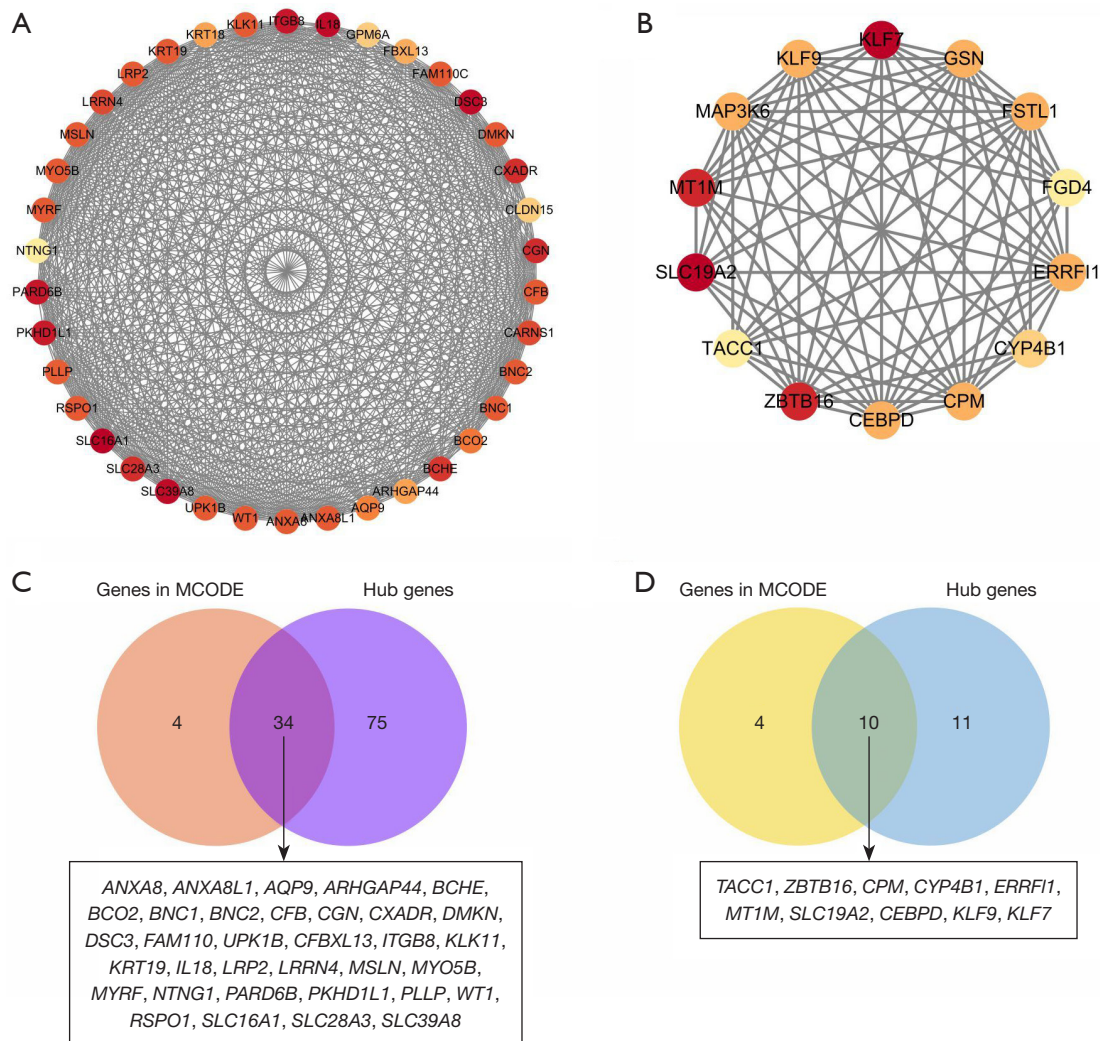 A
ITGB8
IL18
GPM6A
FBXL13
FAM110C
DSC3
DMKN
CXADR
CLDN15
CGN
CFB
CARNS1
BNC2
BNC1
BCO2
BCHE
ARHGAP44
AQP9
ANXA8L1
ANXA8
WT1
UPK1B
SLC39A8
SLC28A3
SLC16A1
RSPO1
PLLP
PKHD1L1
PARD6B
NTNG1
MYRF
MYO5B
MSLN
LRRN4
LRP2
KRT19
KRT18
KLK11
B
KLF7
GSN
FSTL1
FGD4
ERRFI1
CYP4B1
CPM
CEBPD
ZBTB16
TACC1
SLC19A2
MT1M
MAP3K6
KLF9
C
Genes in MCODE
Hub genes
4
34
75
ANXA8, ANXA8L1, AQP9, ARHGAP44, BCHE,
BCO2, BNC1, BNC2, CFB, CGN, CXADR, DMKN,
DSC3, FAM110, UPK1B, CFBXL13, ITGB8, KLK11,
KRT19, IL18, LRP2, LRRN4, MSLN, MYO5B,
MYRF, NTNG1, PARD6B, PKHD1L1, PLLP, WT1,
RSPO1, SLC16A1, SLC28A3, SLC39A8
D
Genes in MCODE
Hub genes
4
10
11
TACC1, ZBTB16, CPM, CYP4B1, ERRFI1,
MT1M, SLC19A2, CEBPD, KLF9, KLF7